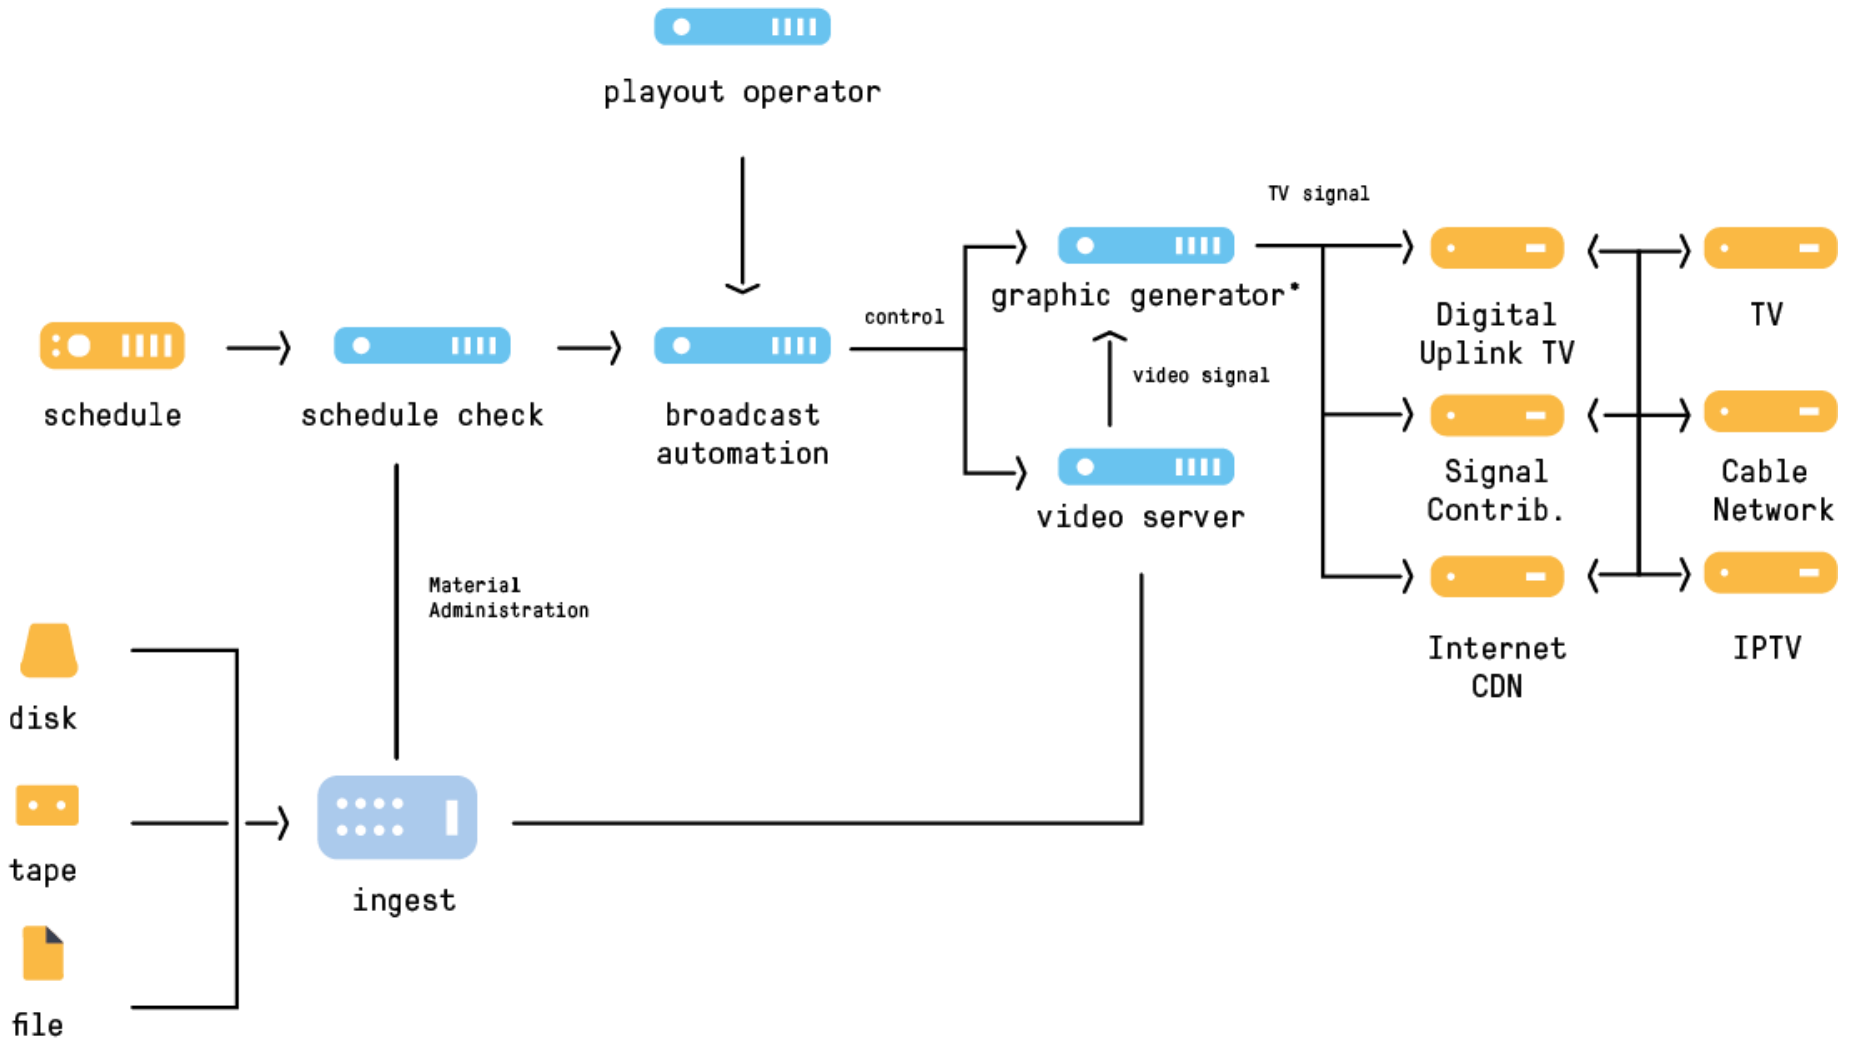 playout operator
TV signal
graphic generator*
control
Digital
Uplink TV
TV
video signal
schedule
schedule check
broadcast
automation
Signal
Contrib.
Cable
Network
video server
Material
Administration
Internet
CDN
IPTV
disk
tape
ingest
file